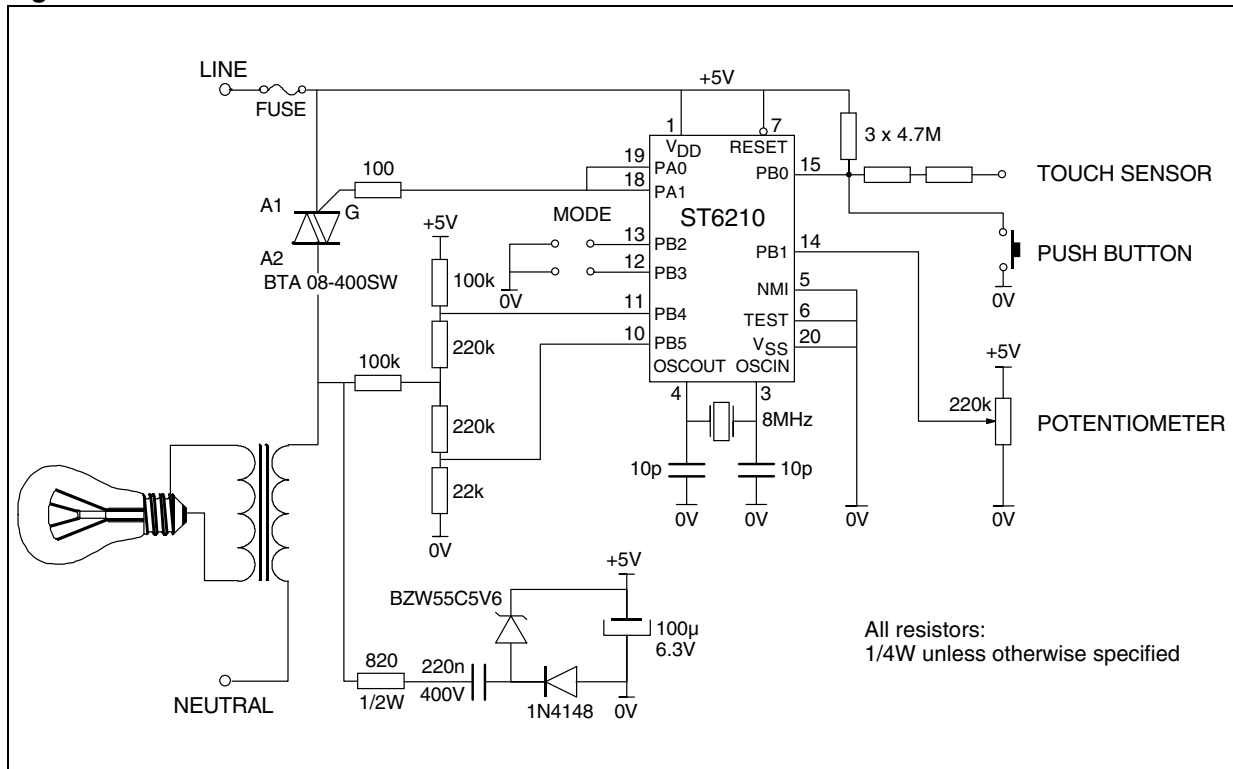 LINE
FUSE
+5V
1
7
VDD
RESET
3 x 4.7M
19
PA0
18
PA1
15
PB0
TOUCH SENSOR
100
A1
G
A2
BTA 08-400SW
MODE
ST6210
+5V
13
PB2
12
PB3
0V
14
PB1
PUSH BUTTON
0V
100k
11
PB4
10
PB5
NMI
5
TEST
6
VSS
20
OSCOUT
OSCIN
4
3
220k
100k
8MHz
+5V
220k
POTENTIOMETER
220k
10p
10p
22k
0V
0V
0V
0V
0V
+5V
BZW55C5V6
100µ
6.3V
820
1/2W
220n
400V
1N4148
0V
NEUTRAL
All resistors:
1/4W unless otherwise specified